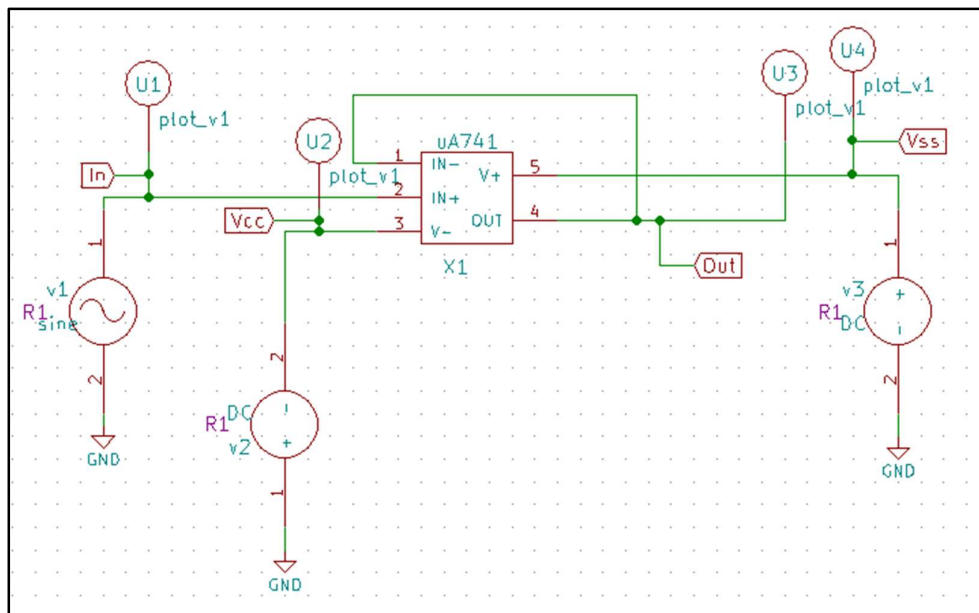 U1
plot_v1
In
U2
plot_v1
Vcc
uA741
1
IN-
2
IN+
3
V-
V+
5
OUT
4
X1
U3
plot_v1
U4
plot_v1
Vss
Out
1
v1
R1
sine
2
GND
2
DC
R1
v2
1
GND
1
v3
R1
DC
2
GND